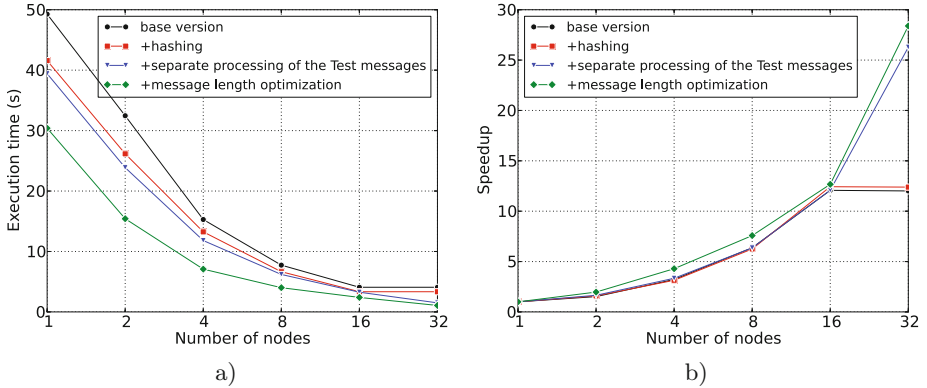 50
40
30
20
10
0
Execution time (s)
base version
+hashing
+separate processing of the Test messages
+message length optimization
1 2 4 8 16 32
Number of nodes
a)
30
25
20
15
10
5
0
Speedup
base version
+hashing
+separate processing of the Test messages
+message length optimization
1 2 4 8 16 32
Number of nodes
b)